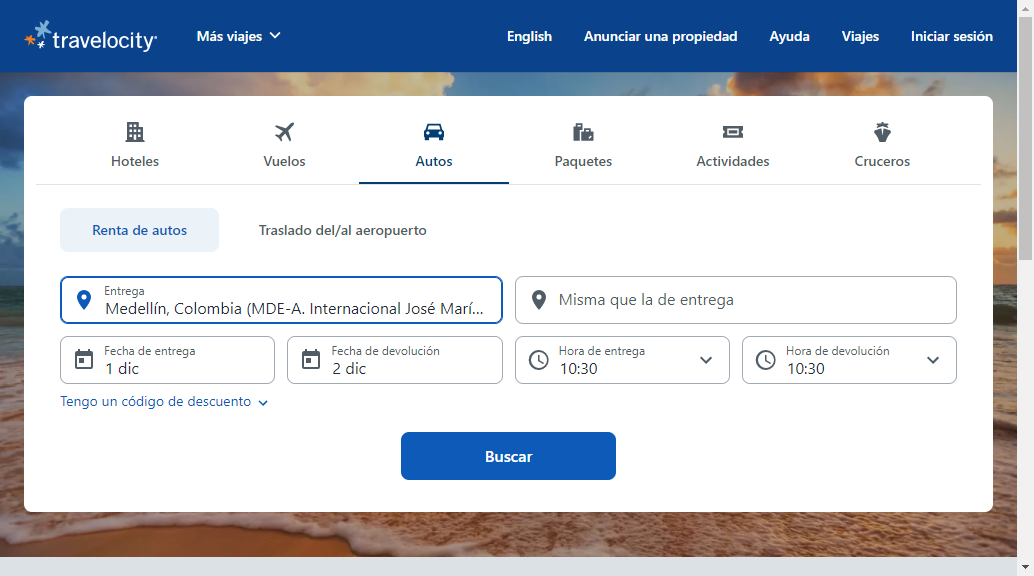 travelocity
Más viajes
English
Anunciar una propiedad
Ayuda
Viajes
Iniciar sesión
Hoteles
Vuelos
Autos
Paquetes
Actividades
Cruceros
Renta de autos
Traslado del/al aeropuerto
Entrega
Medellín, Colombia (MDE-A. Internacional José Marí...
Misma que la de entrega
Fecha de entrega
1 dic
Fecha de devolución
2 dic
Hora de entrega
10:30
Hora de devolución
10:30
Tengo un código de descuento
Buscar